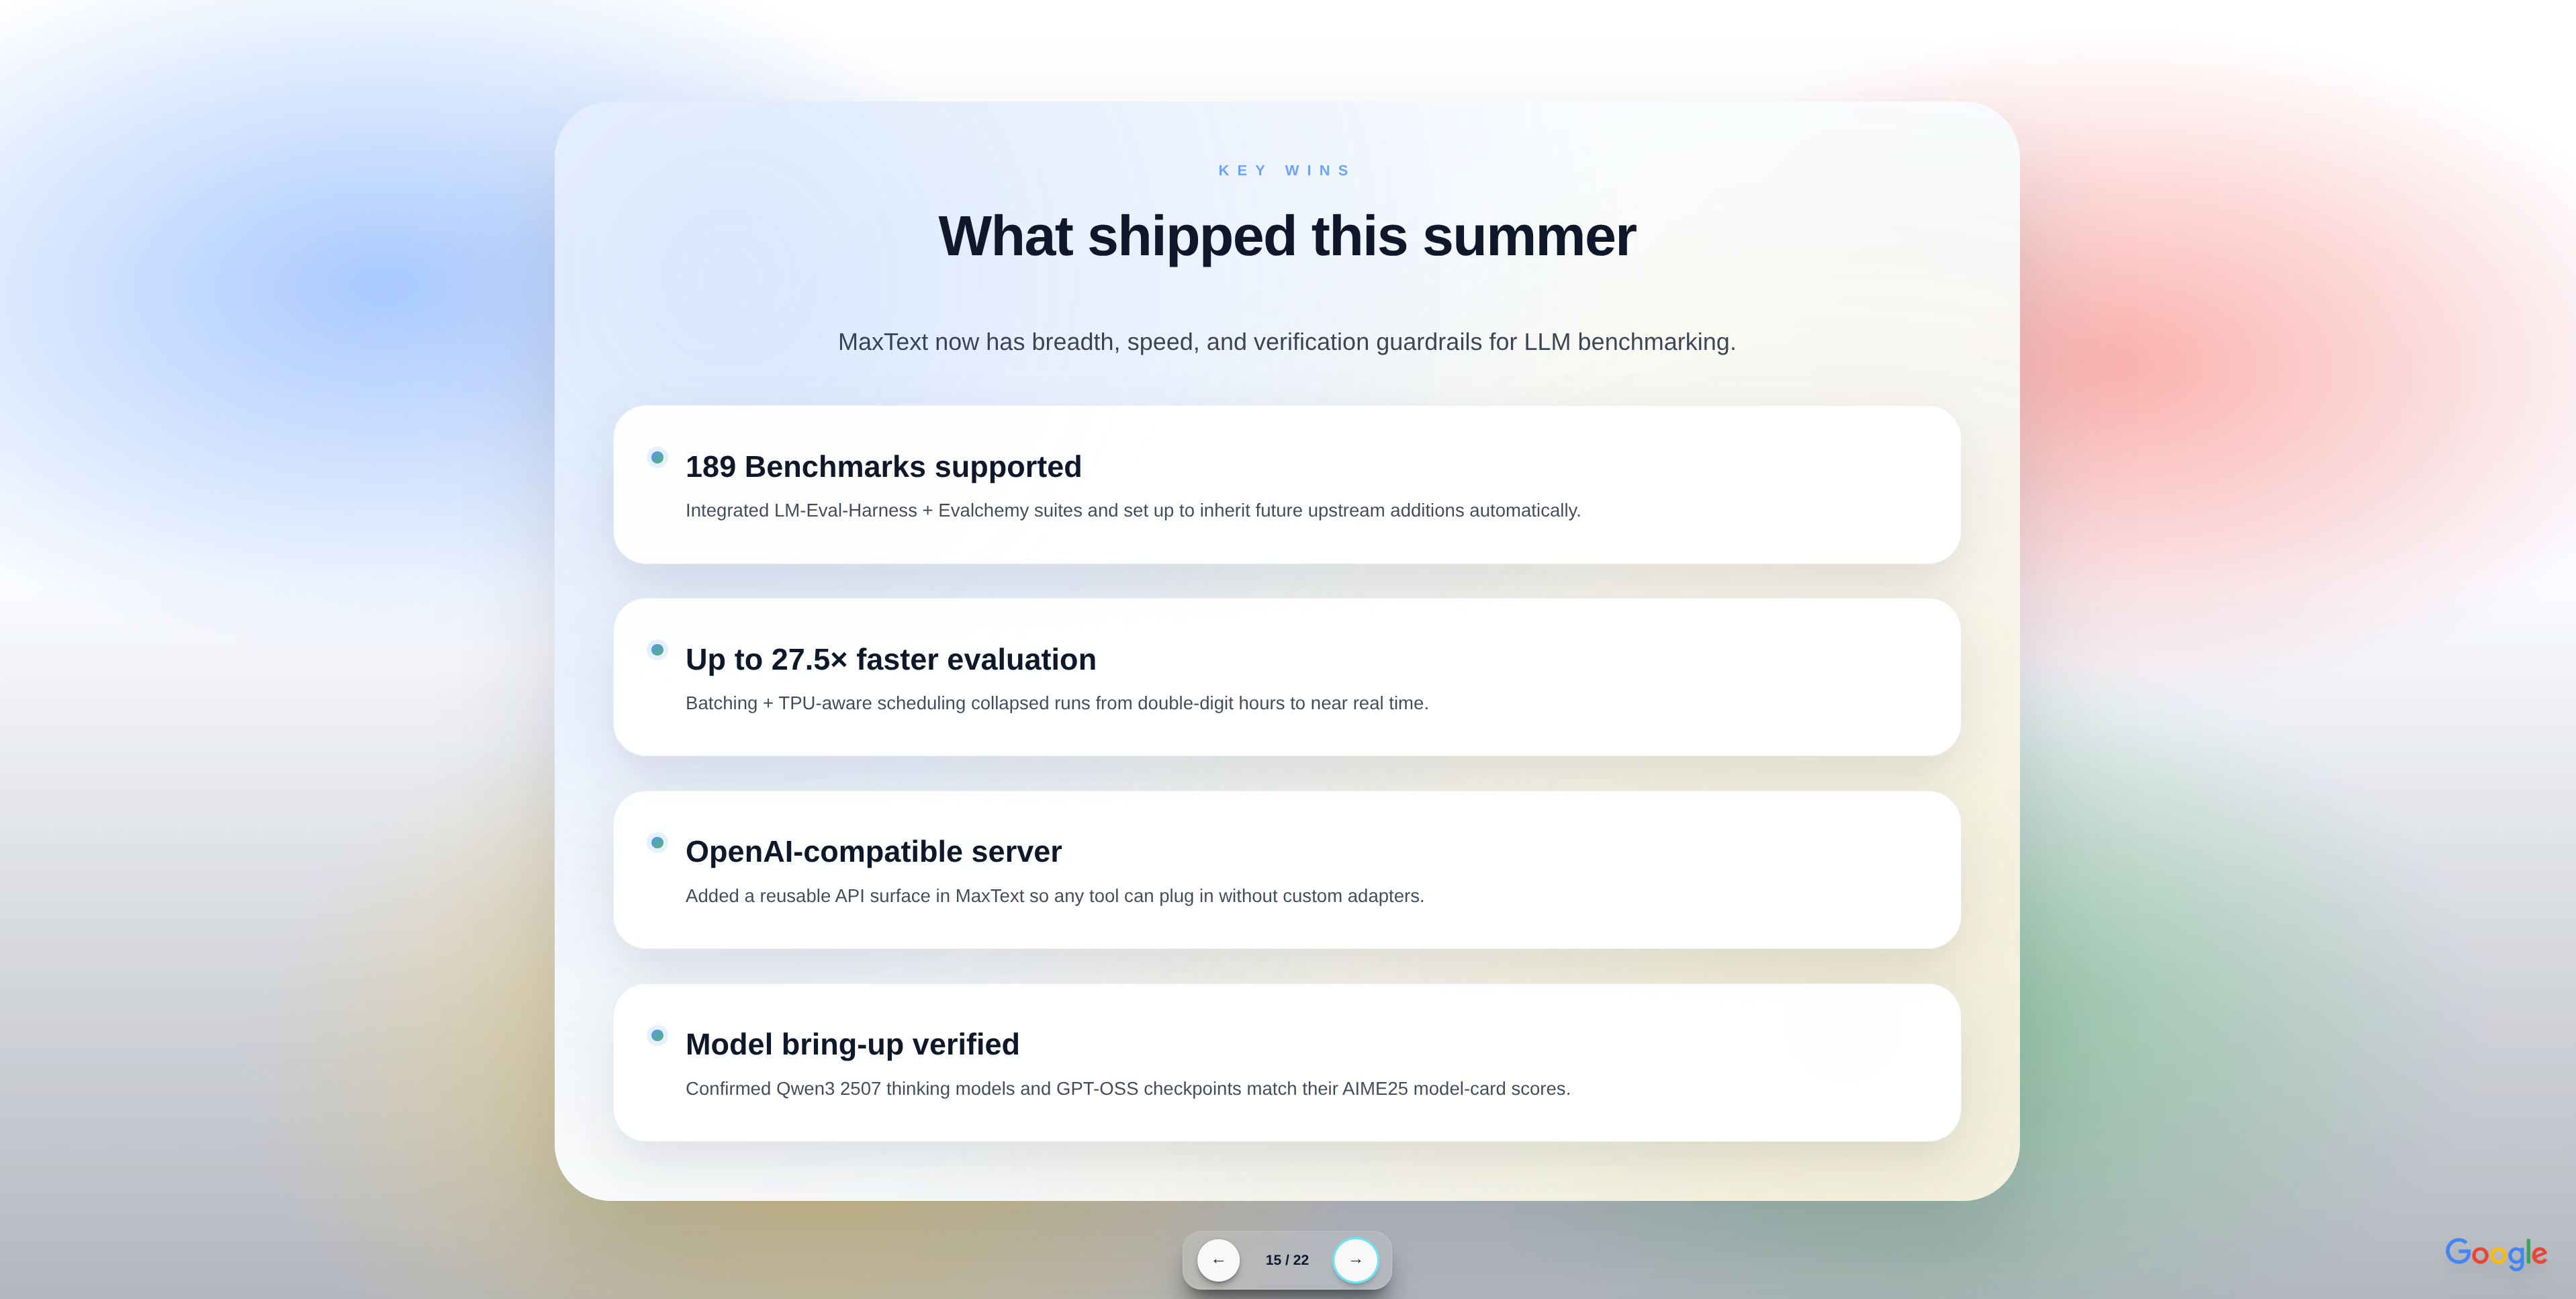 KEY WINS
What shipped this summer
MaxText now has breadth, speed, and verification guardrails for LLM benchmarking.
189 Benchmarks supported
Integrated LM-Eval-Harness + Evalchemy suites and set up to inherit future upstream additions automatically.
Up to 27.5× faster evaluation
Batching + TPU-aware scheduling collapsed runs from double-digit hours to near real time.
OpenAI-compatible server
Added a reusable API surface in MaxText so any tool can plug in without custom adapters.
Model bring-up verified
Confirmed Qwen3 2507 thinking models and GPT-OSS checkpoints match their AIME25 model-card scores.
← 15 / 22 →
Google